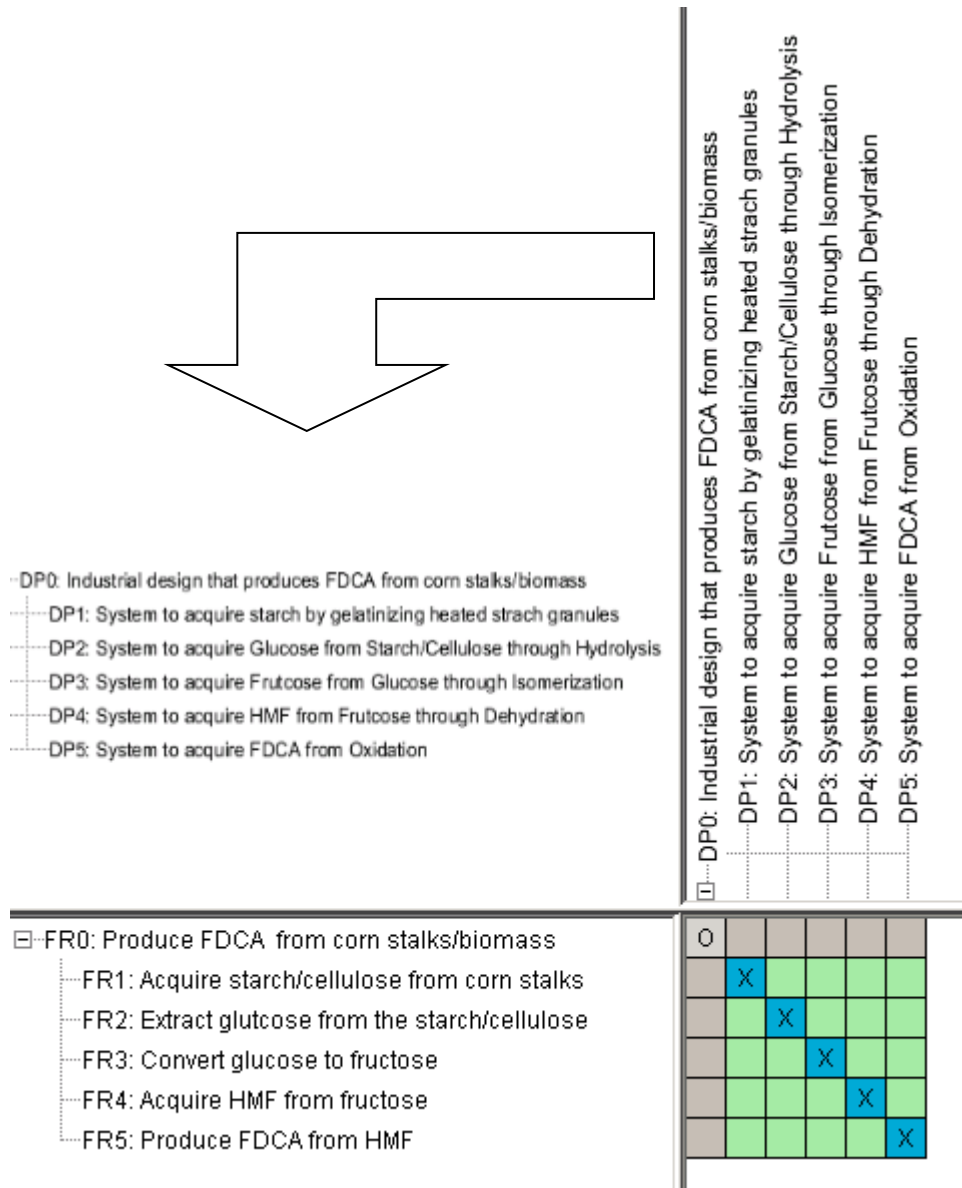 DP0: Industrial design that produces FDCA from corn stalks/biomass
DP1: System to acquire starch by gelatinizing heated strach granules
DP2: System to acquire Glucose from Starch/Cellulose through Hydrolysis
DP3: System to acquire Frutcose from Glucose through Isomerization
DP4: System to acquire HMF from Frutcose through Dehydration
DP5: System to acquire FDCA from Oxidation
DP0: Industrial design that produces FDCA from corn stalks/biomass
DP1: System to acquire starch by gelatinizing heated strach granules
DP2: System to acquire Glucose from Starch/Cellulose through Hydrolysis
DP3: System to acquire Frutcose from Glucose through Isomerization
DP4: System to acquire HMF from Frutcose through Dehydration
DP5: System to acquire FDCA from Oxidation
FR0: Produce FDCA from corn stalks/biomass O
FR1: Acquire starch/cellulose from corn stalks X
FR2: Extract glutcose from the starch/cellulose X
FR3: Convert glucose to fructose X
FR4: Acquire HMF from fructose X
FR5: Produce FDCA from HMF X